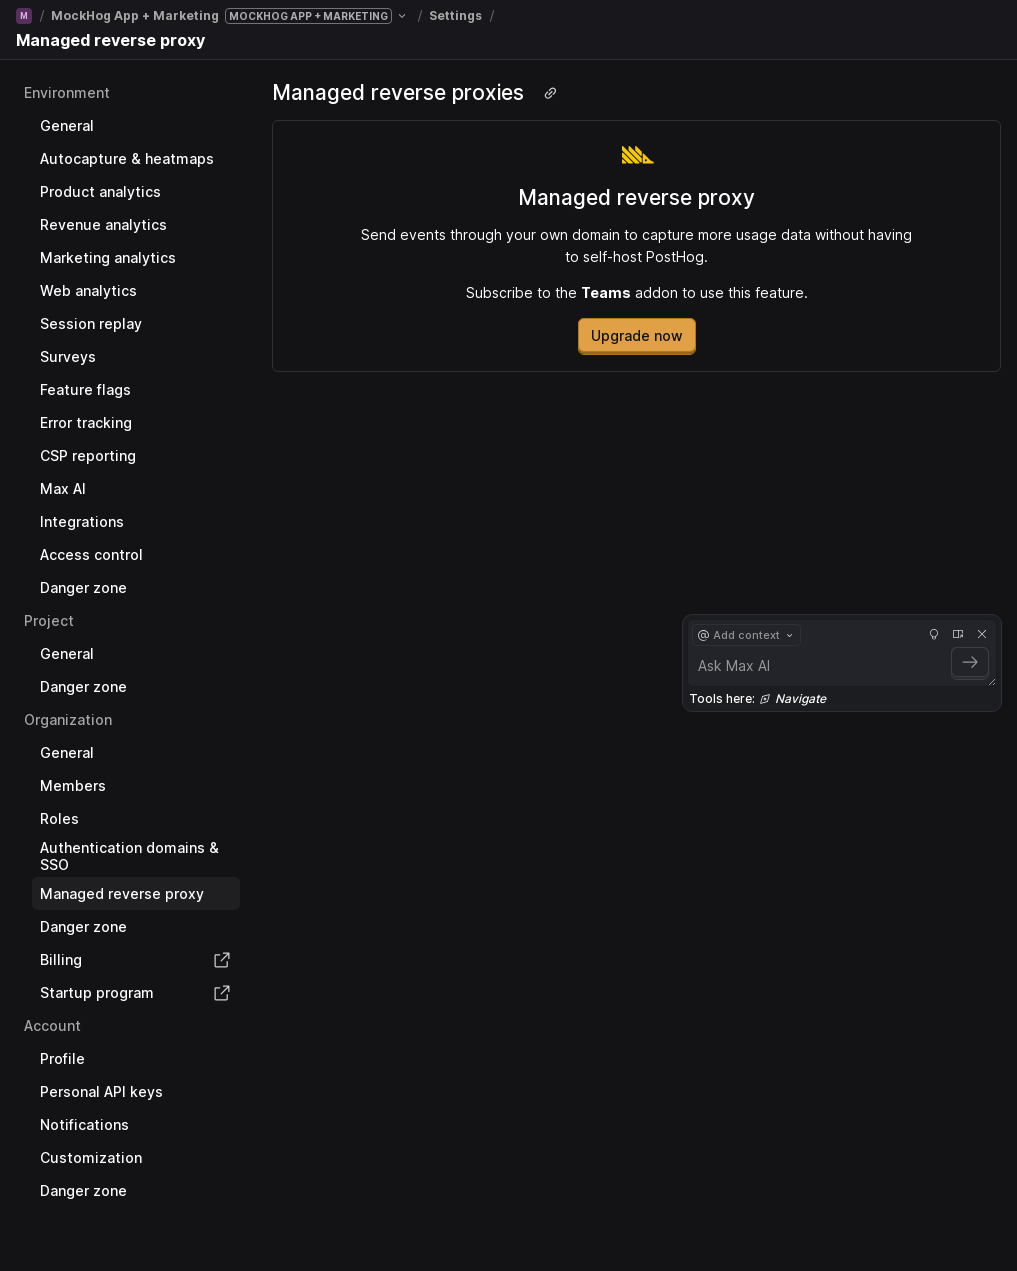 M / MockHog App + Marketing MOCKHOG APP + MARKETING / Settings /
Managed reverse proxy
Environment
General
Autocapture & heatmaps
Product analytics
Revenue analytics
Marketing analytics
Web analytics
Session replay
Surveys
Feature flags
Error tracking
CSP reporting
Max AI
Integrations
Access control
Danger zone
Project
General
Danger zone
Organization
General
Members
Roles
Authentication domains &
SSO
Managed reverse proxy
Danger zone
Billing
Startup program
Account
Profile
Personal API keys
Notifications
Customization
Danger zone
Managed reverse proxies
Managed reverse proxy
Send events through your own domain to capture more usage data without having
to self-host PostHog.
Subscribe to the Teams addon to use this feature.
Upgrade now
@ Add context
Ask Max AI
Tools here: Navigate